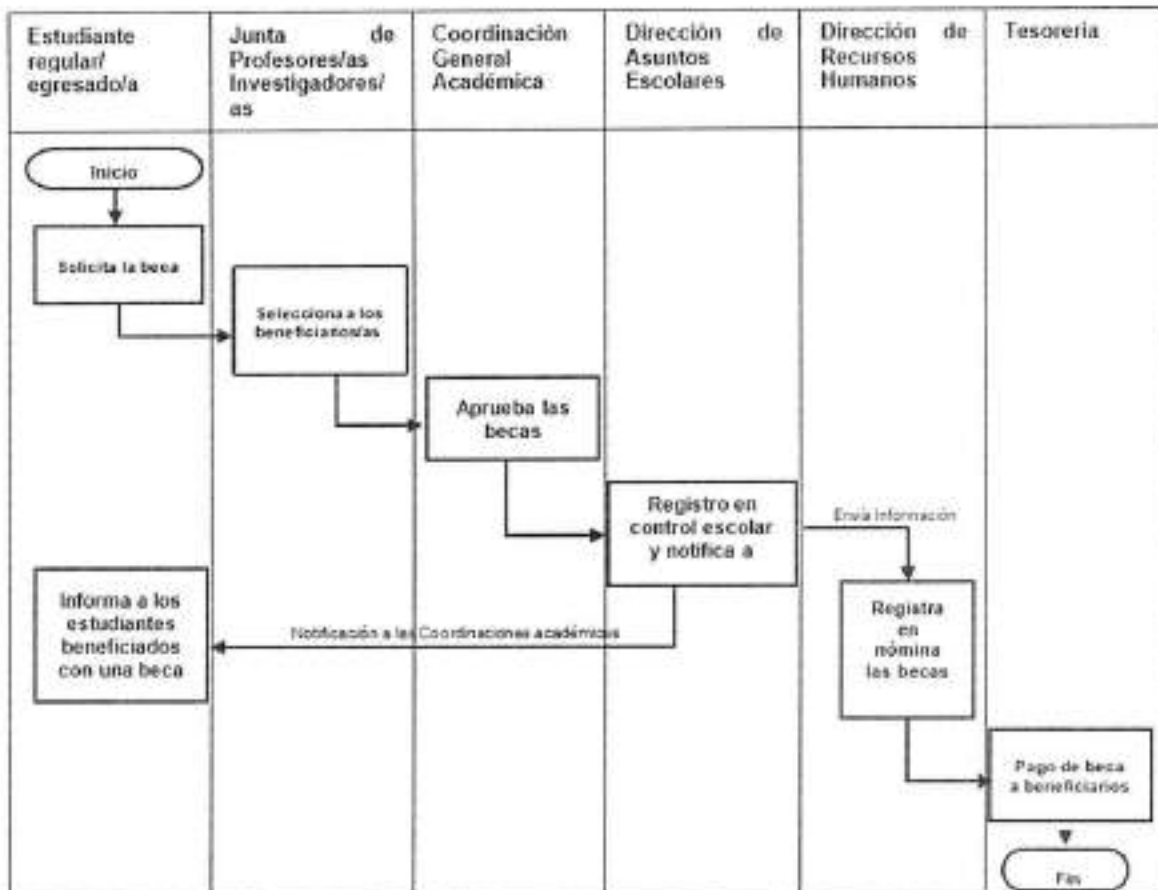 Estudiante
regular/
egresado/a
Junta de
Profesores/as
Investigadores/
as
Coordinación
General
Académica
Dirección de
Asuntos
Escolares
Dirección de
Recursos
Humanos
Tesorería
Inicio
Solicita la beca
Selecciona a los
beneficiarios/as
Aprueba las
becas
Registro en
control escolar
y notifica a
Envía Información
Informa a los
estudiantes
beneficiados
con una beca
Notificación a las Coordinaciones académicas
Registra
en
nómina
las becas
Pago de beca
a beneficiarios
Fin